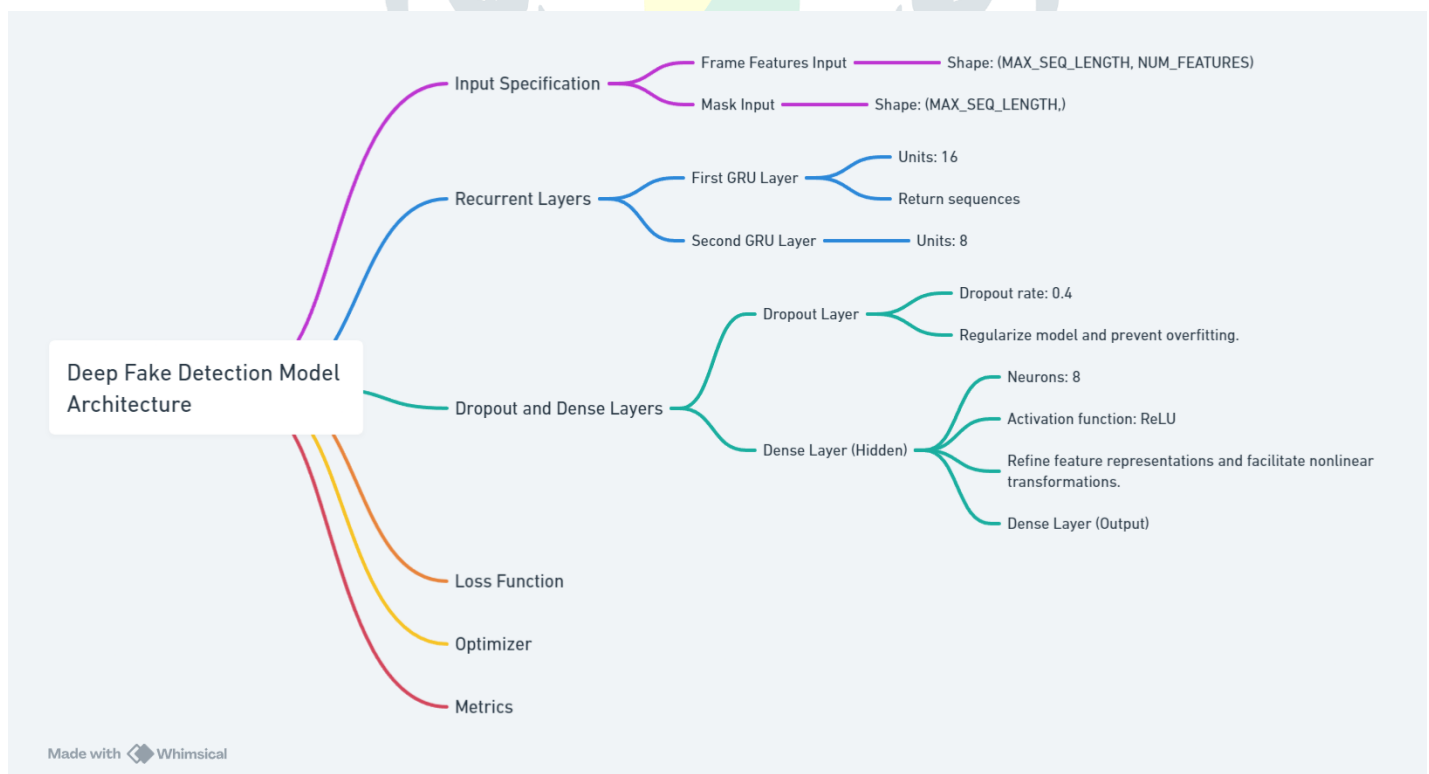 Deep Fake Detection Model
Architecture
Input Specification
Frame Features Input
Shape: (MAX_SEQ_LENGTH, NUM_FEATURES)
Mask Input
Shape: (MAX_SEQ_LENGTH,)
Recurrent Layers
First GRU Layer
Units: 16
Return sequences
Second GRU Layer
Units: 8
Dropout and Dense Layers
Dropout Layer
Dropout rate: 0.4
Regularize model and prevent overfitting.
Dense Layer (Hidden)
Neurons: 8
Activation function: ReLU
Refine feature representations and facilitate nonlinear
transformations.
Dense Layer (Output)
Loss Function
Optimizer
Metrics
Made with Whimsical